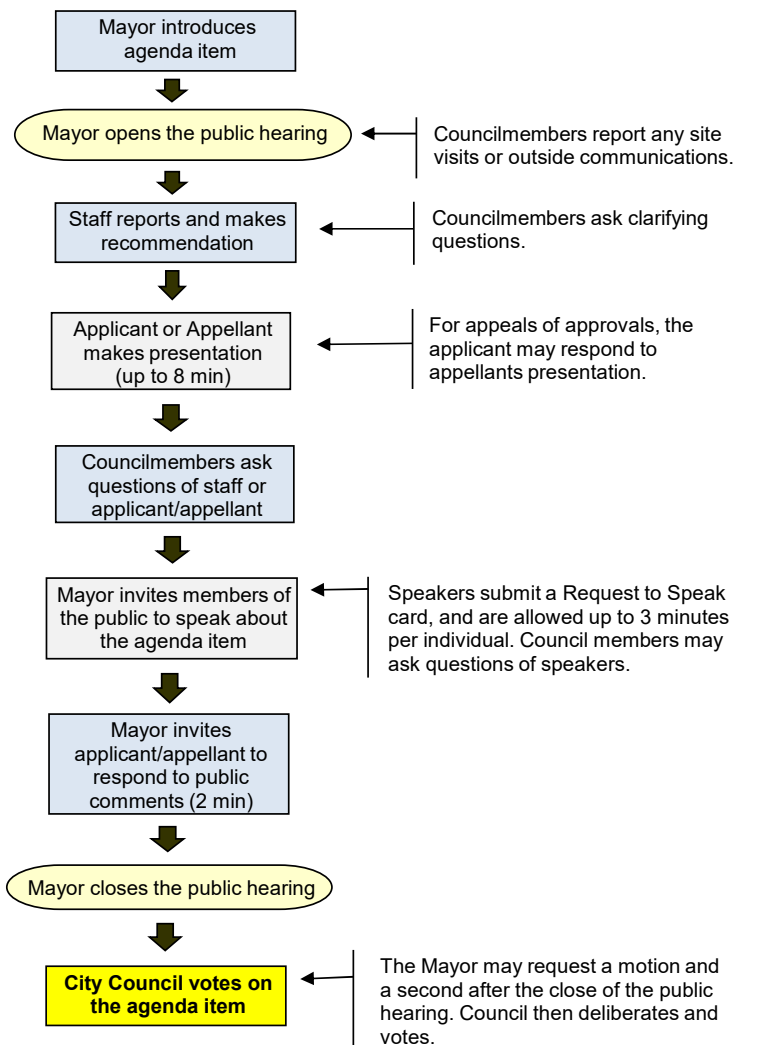 Mayor introduces
agenda item
Mayor opens the public hearing
Councilmembers report any site
visits or outside communications.
Staff reports and makes
recommendation
Councilmembers ask clarifying
questions.
Applicant or Appellant
makes presentation
(up to 8 min)
For appeals of approvals, the
applicant may respond to
appellants presentation.
Councilmembers ask
questions of staff or
applicant/appellant
Mayor invites members of
the public to speak about
the agenda item
Speakers submit a Request to Speak
card, and are allowed up to 3 minutes
per individual. Council members may
ask questions of speakers.
Mayor invites
applicant/appellant to
respond to public
comments (2 min)
Mayor closes the public hearing
City Council votes on
the agenda item
The Mayor may request a motion and
a second after the close of the public
hearing. Council then deliberates and
votes.